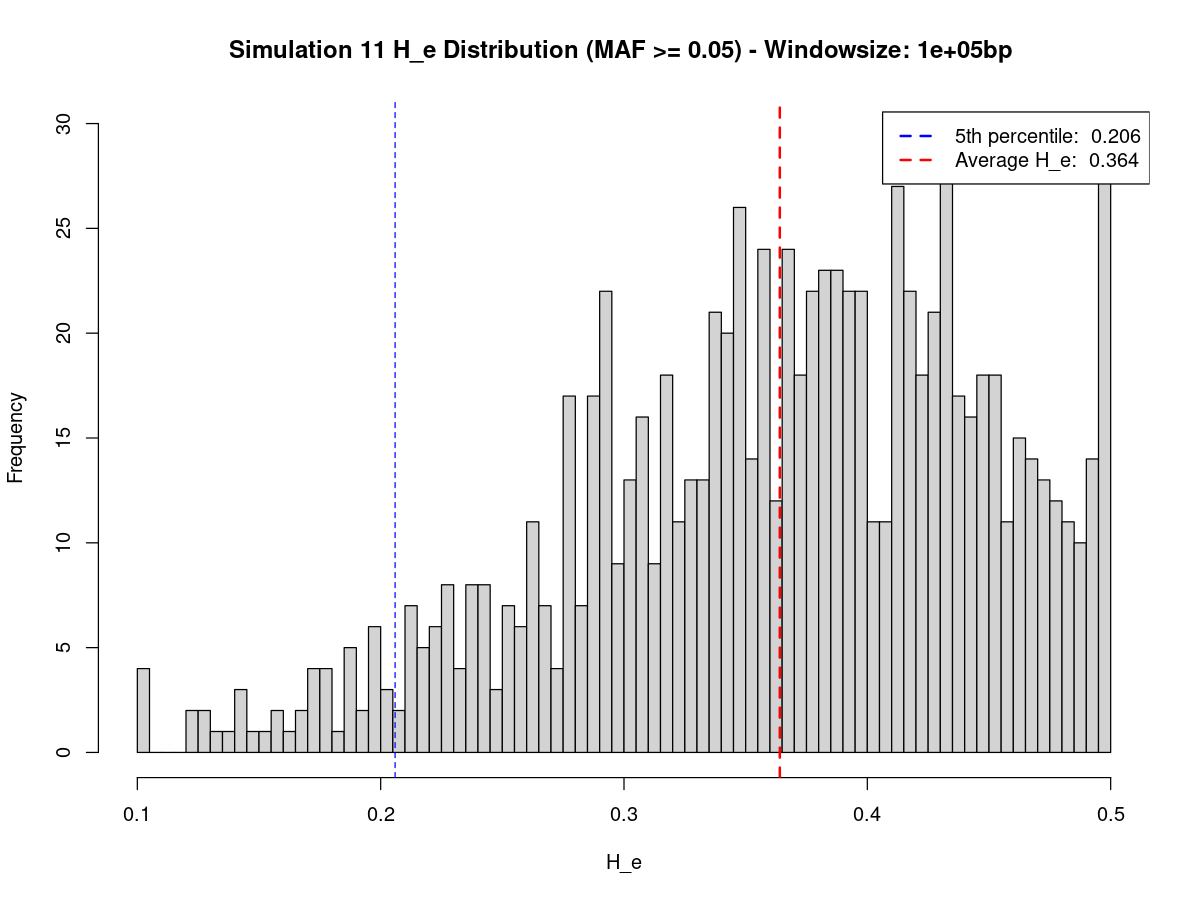 Simulation 11 H_e Distribution (MAF >= 0.05) - Windowsize: 1e+05bp
5th percentile: 0.206
Average H_e: 0.364
Frequency
30
25
20
15
10
5
0
0.1 0.2 0.3 0.4 0.5
H_e